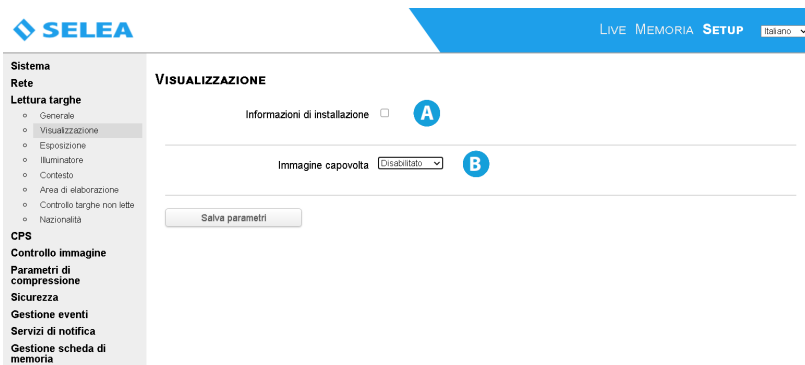 SELEA
LIVE MEMORIA SETUP Italiano
Sistema
Rete
Lettura targhe
Generale
Visualizzazione
Esposizione
Illuminatore
Contesto
Area di elaborazione
Controllo targhe non lette
Nazionalità
CPS
Controllo immagine
Parametri di
compressione
Sicurezza
Gestione eventi
Servizi di notifica
Gestione scheda di
memoria
VISUALIZZAZIONE
Informazioni di installazione A
Immagine capovolta Disabilitato B
Salva parametri